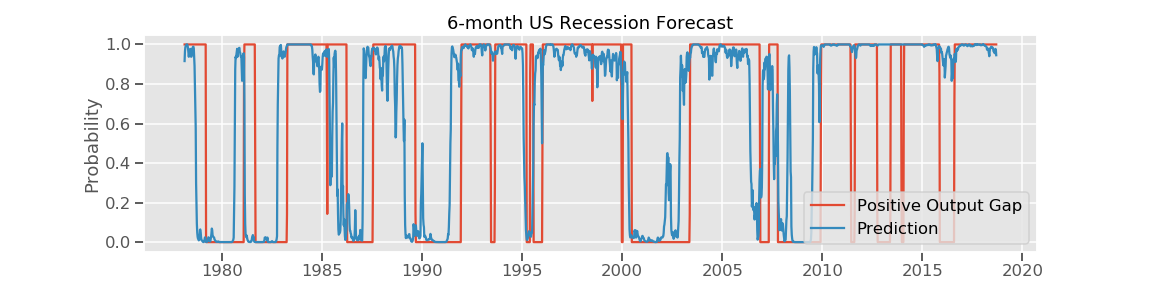 6-month US Recession Forecast
1.0
0.8
0.6
0.4
0.2
0.0
Probability
Positive Output Gap
Prediction
1980 1985 1990 1995 2000 2005 2010 2015 2020